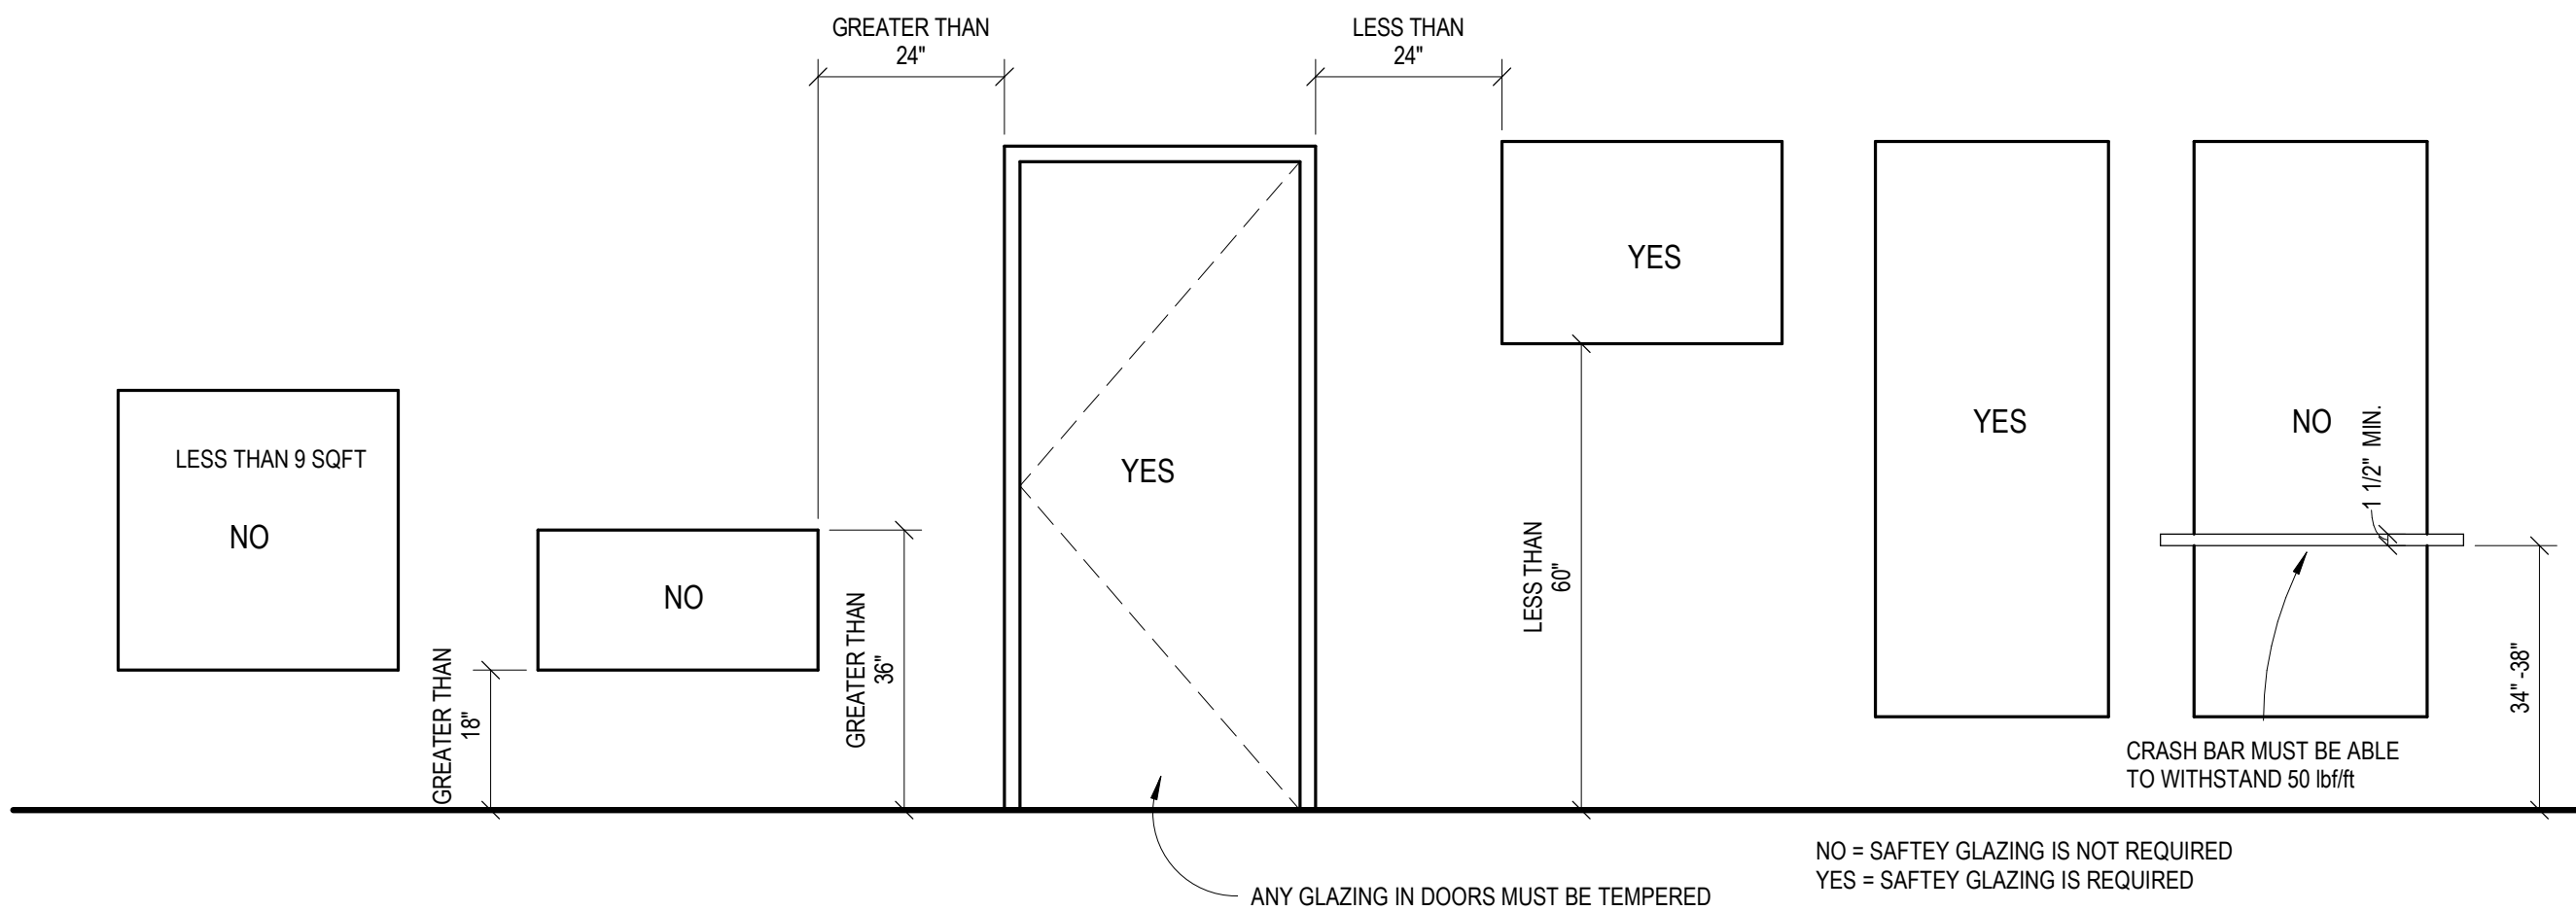 GREATER THAN
24"
LESS THAN
24"
LESS THAN 9 SQFT
NO
GREATER THAN
18"
NO
GREATER THAN
36"
YES
YES
LESS THAN
60"
YES
NO
1 1/2" MIN.
34" -38"
CRASH BAR MUST BE ABLE
TO WITHSTAND 50 lbf/ft
ANY GLAZING IN DOORS MUST BE TEMPERED
NO = SAFTEY GLAZING IS NOT REQUIRED
YES = SAFTEY GLAZING IS REQUIRED